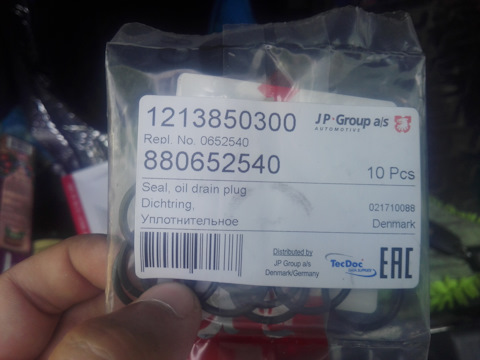 1213850300
JP Group a/s
AUTOMOTIVE
Repl. No. 0652540
880652540
10 Pcs
Seal, oil drain plug
Dichtring,
021710088
Уплотнительное
Denmark
Distributed by
JP Group a/s
Denmark/Germany
TecDoc
EAC